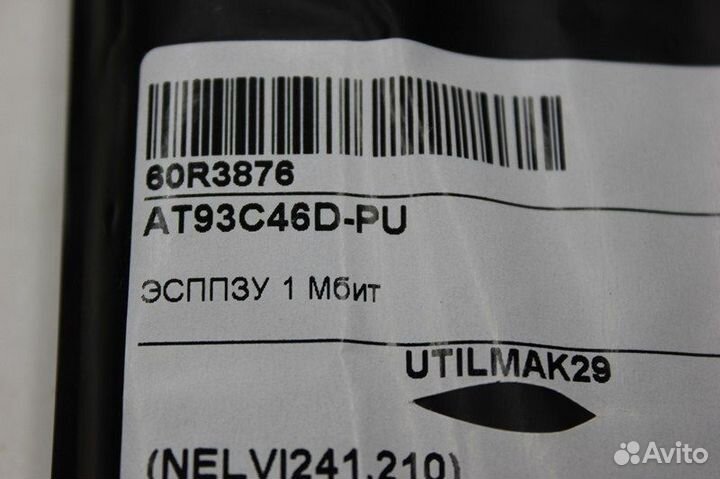 60R3876
AT93C46D-PU
ЭСППЗУ 1 Мбит
UTILMAK29
(NELVI241.210)
Avito